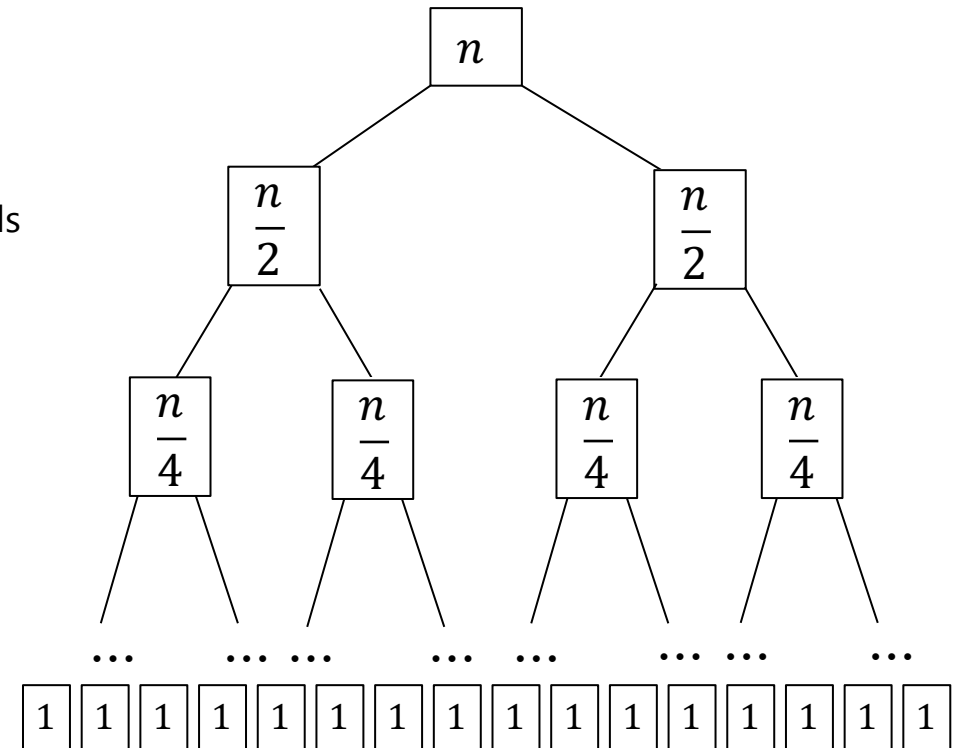 n
ls
n/2 n/2
n/4 n/4 n/4 n/4
... ... ... ... ... ... ... ...
1 1 1 1 1 1 1 1 1 1 1 1 1 1 1 1